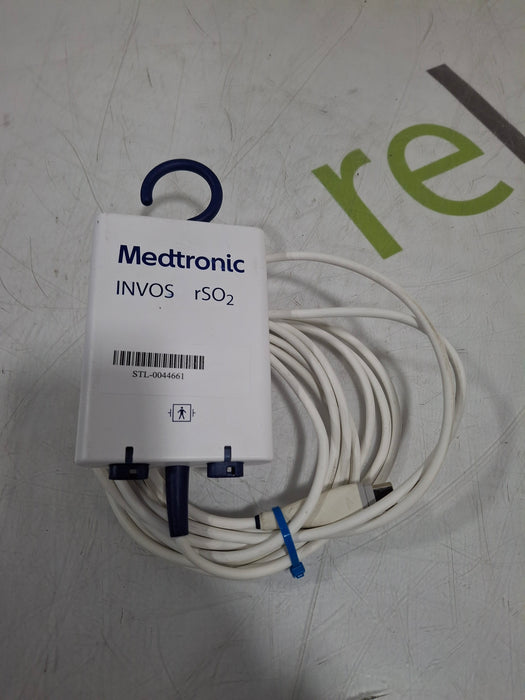 Medtronic
INVOS rSO₂
STL-0044661
rel